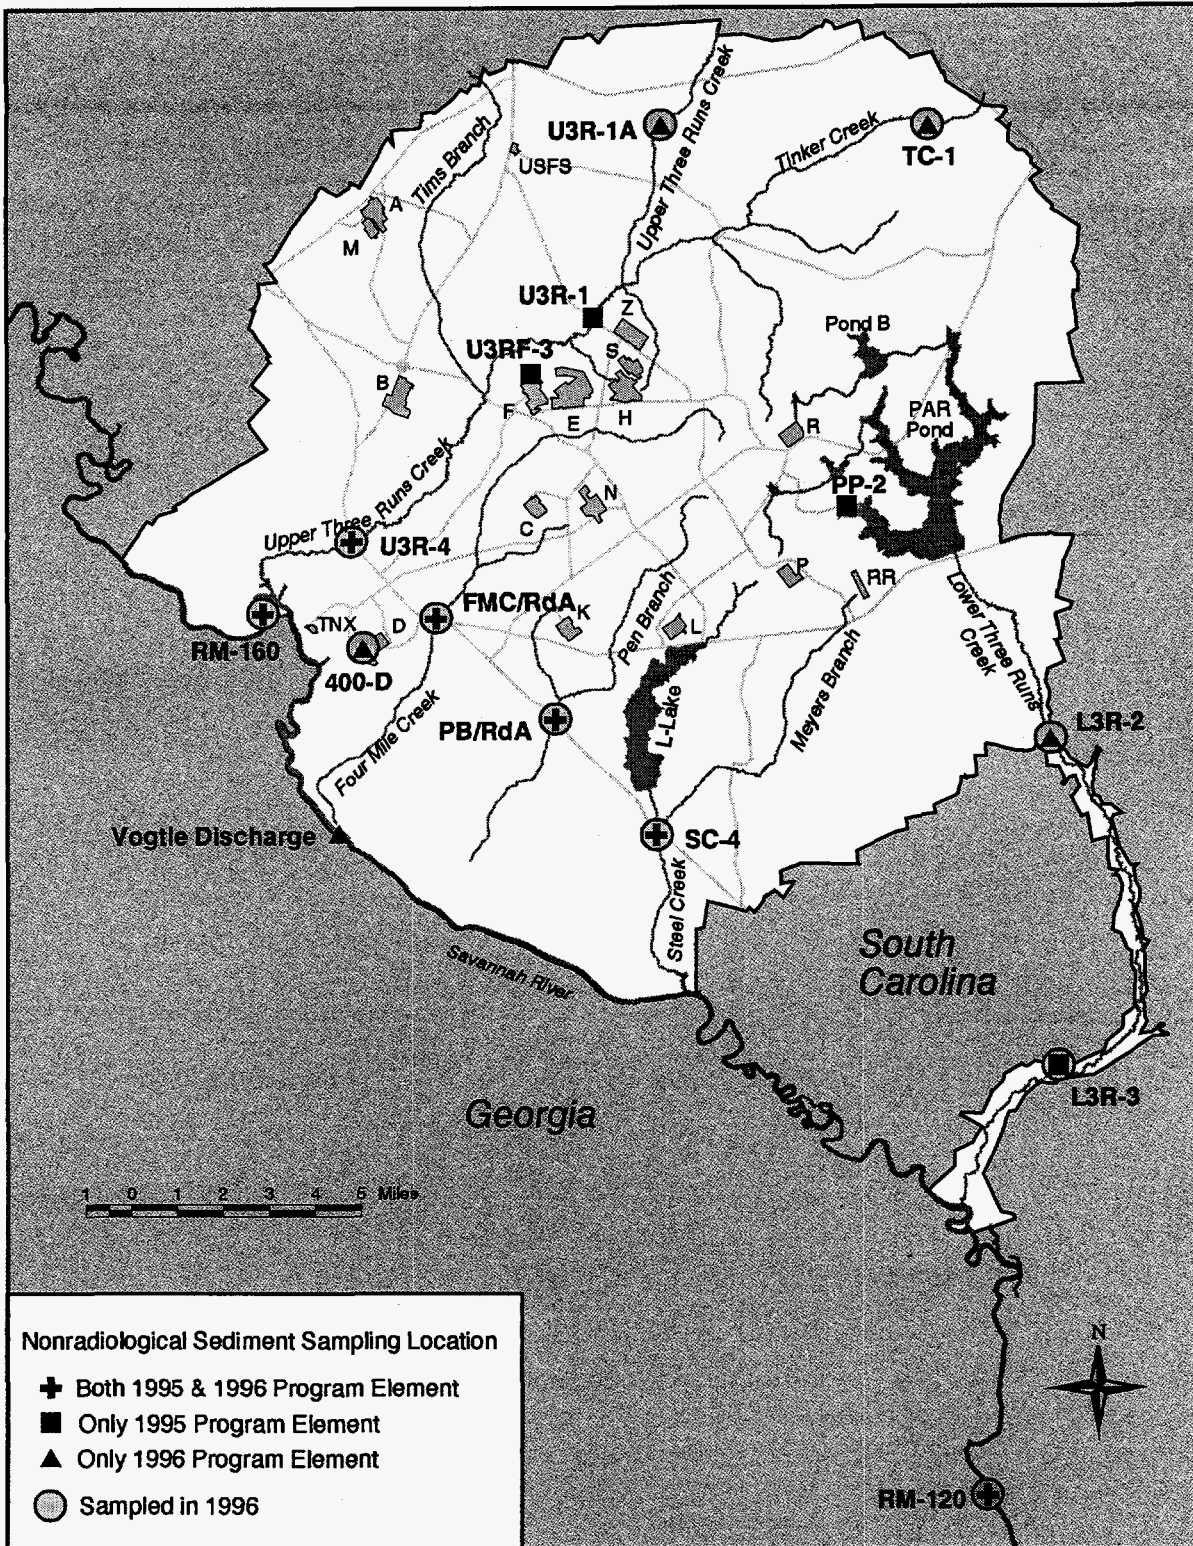 U3R-1A
Upper Three Runs Creek
Tinker Creek
TC-1
Tims Branch
USFS
A
M
U3R-1
Z
Pond B
U3RF-3
S
B
F
E
H
PAR
Pond
R
PP-2
Upper Three Runs Creek
U3R-4
C
N
P
RR
Lower Three Runs
Creek
FMC/RdA
K
Pen Branch
L
RM-160
TNX
D
400-D
Meyers Branch
L-Lake
PB/RdA
L3R-2
Four Mile Creek
Vogtle Discharge
SC-4
Steel Creek
Savannah River
South
Carolina
L3R-3
Georgia
1 0 1 2 3 4 5 Miles
Nonradiological Sediment Sampling Location
Both 1995 & 1996 Program Element
Only 1995 Program Element
Only 1996 Program Element
Sampled in 1996
N
RM-120